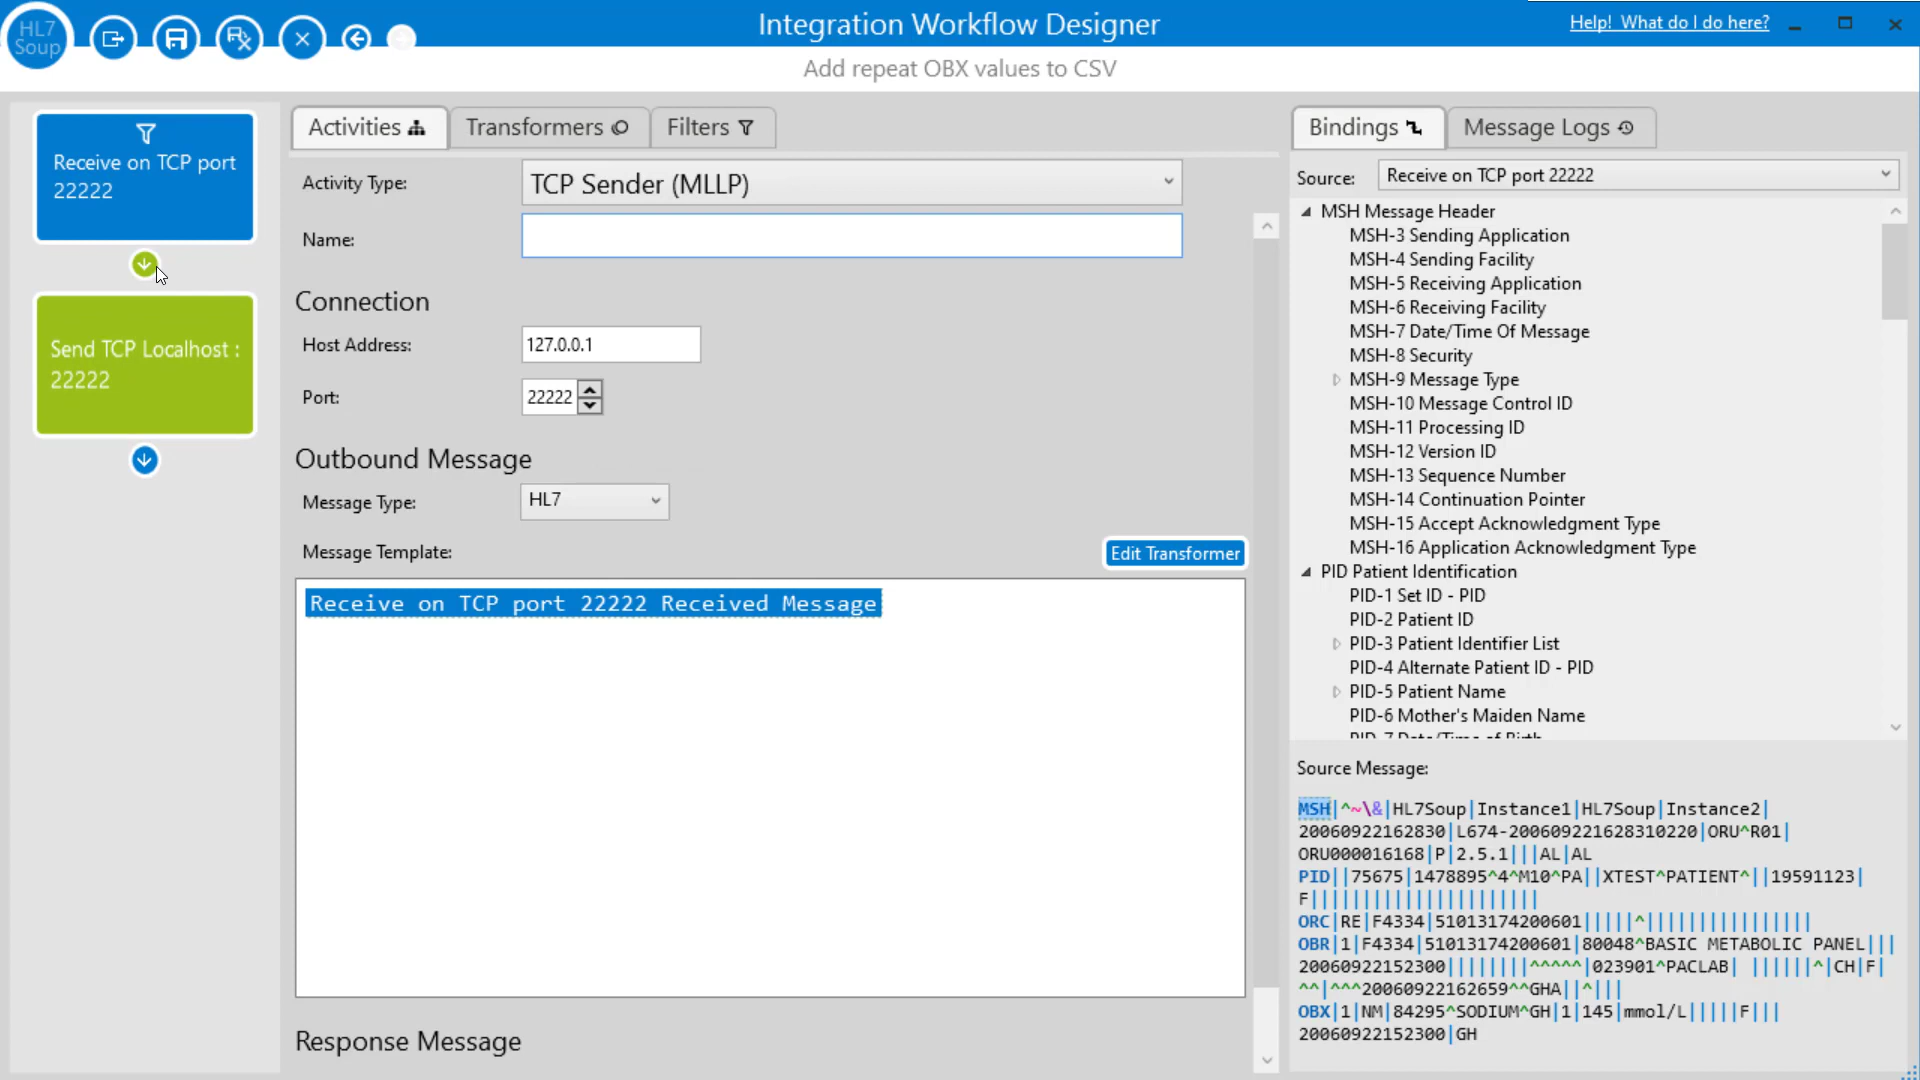 HL7
Soup
Integration Workflow Designer
Help! What do I do here?
Add repeat OBX values to CSV
Receive on TCP port
22222
Send TCP Localhost :
22222
Activities
Transformers
Filters
Activity Type:
TCP Sender (MLLP)
Name:
Connection
Host Address:
127.0.0.1
Port:
22222
Outbound Message
Message Type:
HL7
Message Template:
Edit Transformer
Receive on TCP port 22222 Received Message
Response Message
Bindings
Message Logs
Source:
Receive on TCP port 22222
MSH Message Header
MSH-3 Sending Application
MSH-4 Sending Facility
MSH-5 Receiving Application
MSH-6 Receiving Facility
MSH-7 Date/Time Of Message
MSH-8 Security
MSH-9 Message Type
MSH-10 Message Control ID
MSH-11 Processing ID
MSH-12 Version ID
MSH-13 Sequence Number
MSH-14 Continuation Pointer
MSH-15 Accept Acknowledgment Type
MSH-16 Application Acknowledgment Type
PID Patient Identification
PID-1 Set ID - PID
PID-2 Patient ID
PID-3 Patient Identifier List
PID-4 Alternate Patient ID - PID
PID-5 Patient Name
PID-6 Mother's Maiden Name
PID-7 Date/Time of Birth
Source Message:
MSH|^~\&|HL7Soup|Instance1|HL7Soup|Instance2|
20060922162830|L674-200609221628310220|ORU^R01|
ORU000016168|P|2.5.1|||AL|AL
PID||75675|1478895^4^M10^PA||XTEST^PATIENT^||19591123|
F|||||||||||||||||||||
ORC|RE|F4334|51013174200601|||||^||||||||||||||||
OBR|1|F4334|51013174200601|80048^BASIC METABOLIC PANEL|||
20060922152300||||||||^^^^^|023901^PACLAB| ||||||^|CH|F|
^^|^^^20060922162659^^GHA||^|||
OBX|1|NM|84295^SODIUM^GH|1|145|mmol/L|||||F|||
20060922152300|GH